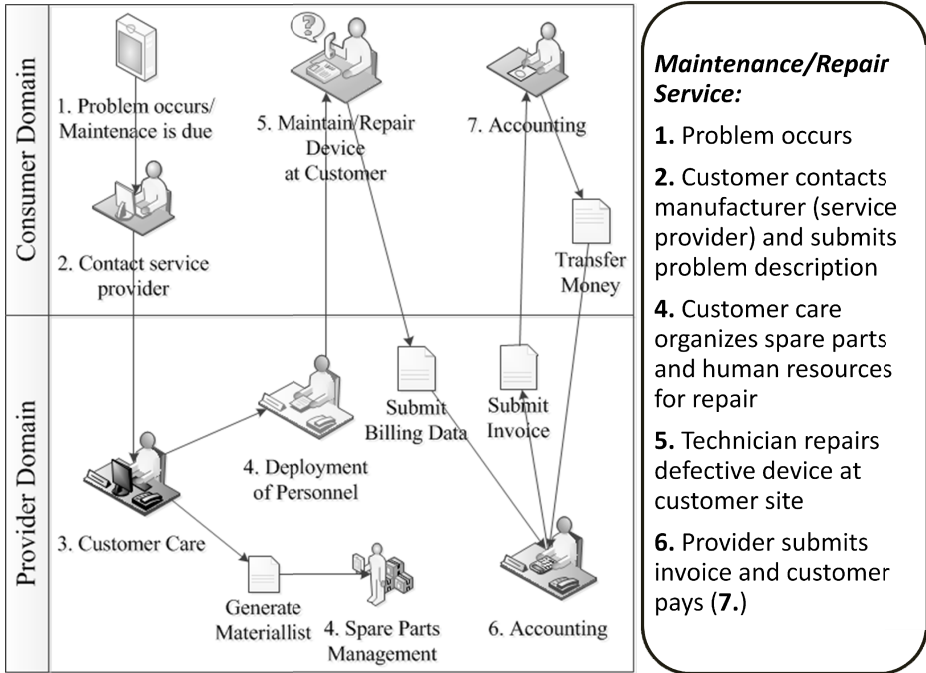 Consumer Domain
1. Problem occurs/
Maintenace is due
2. Contact service
provider
5. Maintain/Repair
Device
at Customer
?
7. Accounting
Transfer
Money
Provider Domain
3. Customer Care
4. Deployment
of Personnel
Generate
Materiallist
4. Spare Parts
Management
Submit
Billing Data
Submit
Invoice
6. Accounting
Maintenance/Repair
Service:
1. Problem occurs
2. Customer contacts
manufacturer (service
provider) and submits
problem description
4. Customer care
organizes spare parts
and human resources
for repair
5. Technician repairs
defective device at
customer site
6. Provider submits
invoice and customer
pays (7.)